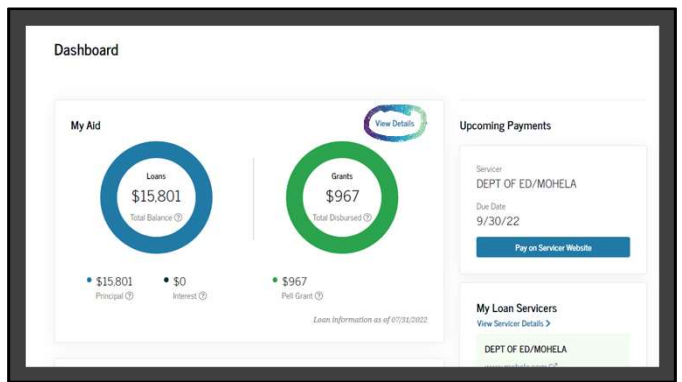 Dashboard
My Aid
View Details
Loans
$15,801
Total Balance ?
Grants
$967
Total Disbursed ?
$15,801
Principal ?
$0
Interest ?
$967
Pell Grant ?
Loan information as of 07/31/2022
Upcoming Payments
Servicer
DEPT OF ED/MOHELA
Due Date
9/30/22
Pay on Servicer Website
My Loan Servicers
View Servicer Details >
DEPT OF ED/MOHELA